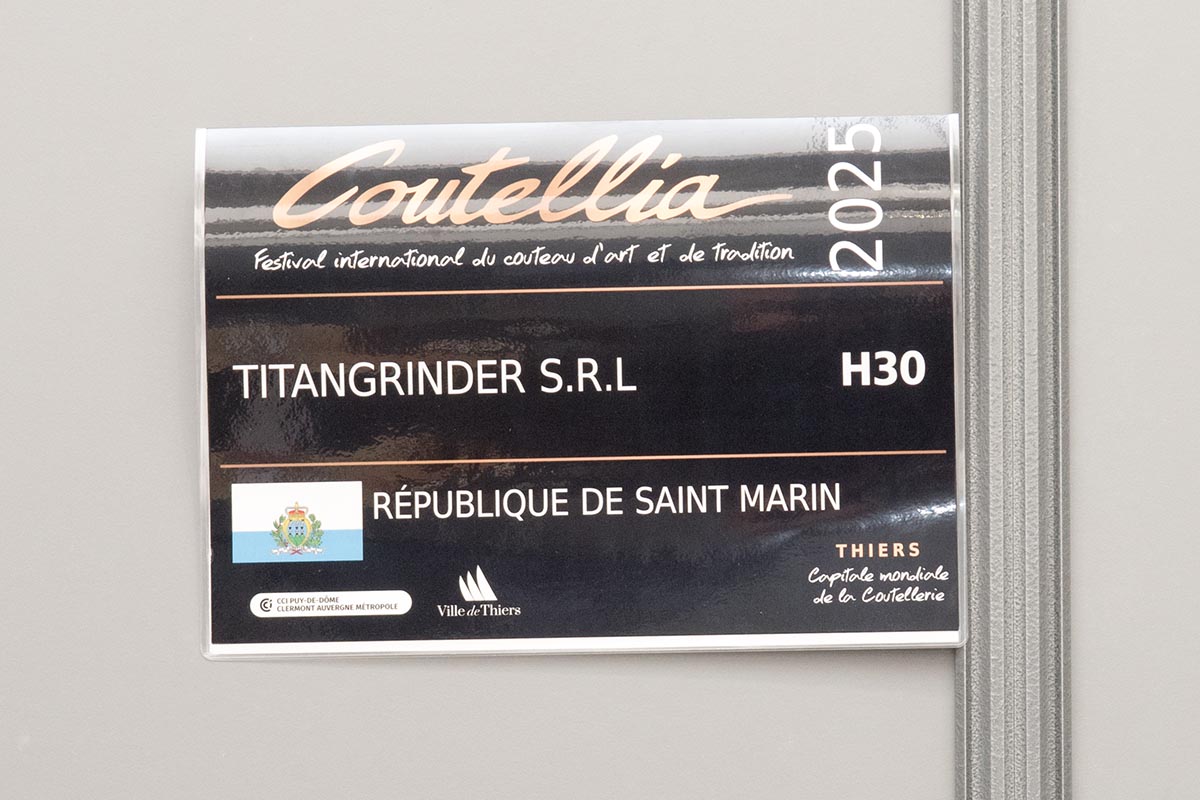 Coutellia
2025
Festival international du couteau d'art et de tradition
TITANGRINDER S.R.L
H30
RÉPUBLIQUE DE SAINT MARIN
THIERS
Capitale mondiale
de la Coutellerie
CCI PUY-DE-DÔME
CLERMONT AUVERGNE MÉTROPOLE
Ville de Thiers